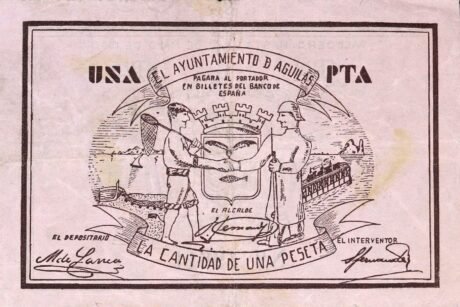 EL AYUNTAMIENTO D AGUILAS
UNA PTA
PAGARA AL PORTADOR
EN BILLETES DEL BANCO DE
ESPAÑA
EL ALCALDE
EL DEPOSITARIO
EL INTERVENTOR
LA CANTIDAD DE UNA PESETA